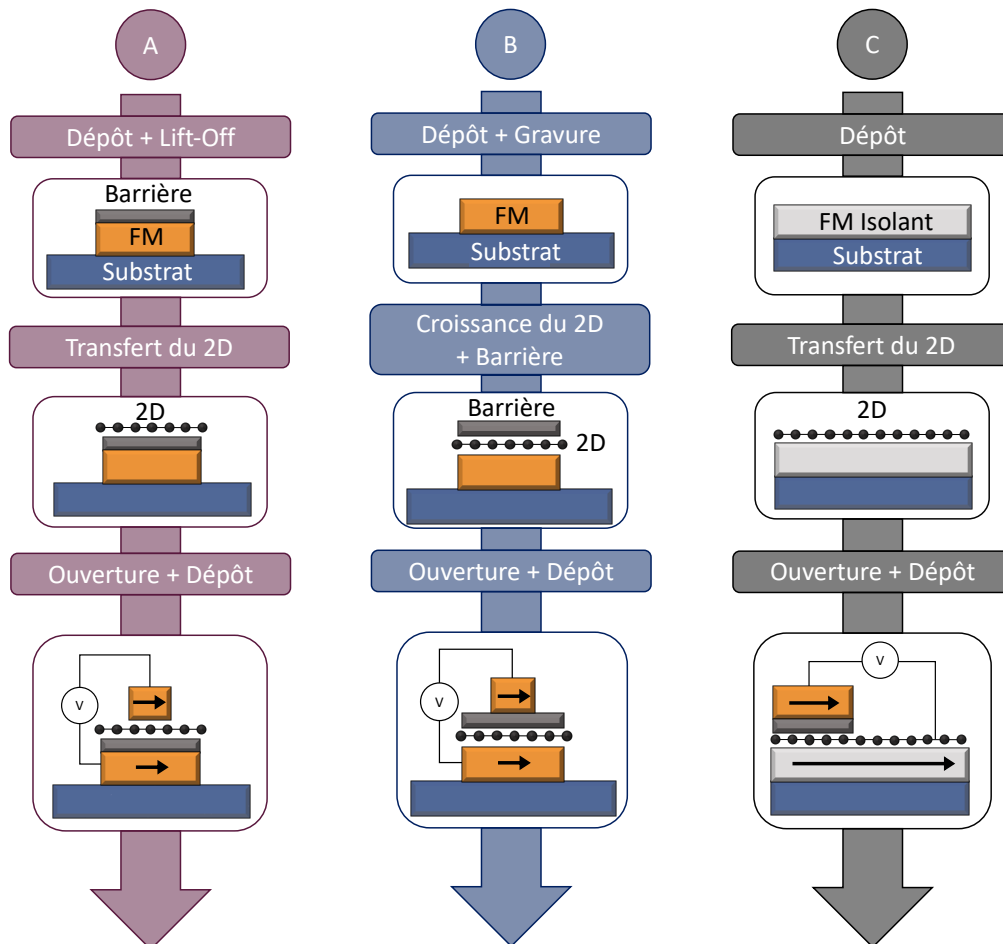 A
Dépôt + Lift-Off
Barrière
FM
Substrat
Transfert du 2D
2D
Ouverture + Dépôt
V
B
Dépôt + Gravure
FM
Substrat
Croissance du 2D
+ Barrière
Barrière
2D
Ouverture + Dépôt
V
C
Dépôt
FM Isolant
Substrat
Transfert du 2D
2D
Ouverture + Dépôt
V